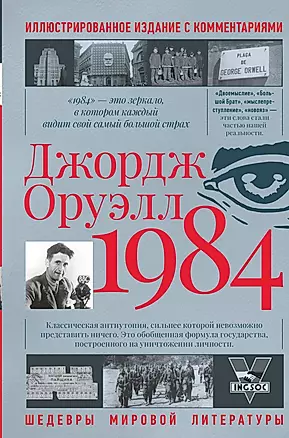 ИЛЛЮСТРИРОВАННОЕ ИЗДАНИЕ С КОММЕНТАРИЯМИ
PLAÇA DE
GEORGE ORWELL
«1984» — это зеркало,
в котором каждый
видит свой самый большой страх
«Двоемыслие», «Боль-
шой брат», «мыслепре-
ступление», «новояз» —
эти слова стали
частью нашей
реальности.
Джордж
Оруэлл
1984
Классическая антиутопия, сильнее которой невозможно
представить ничего. Это обобщенная формула государства,
построенного на уничтожении личности.
INGSOC
ШЕДЕВРЫ МИРОВОЙ ЛИТЕРАТУРЫ